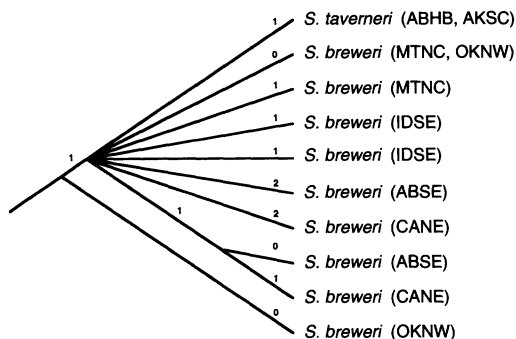 1 S. taverneri (ABHB, AKSC)
0 S. breweri (MTNC, OKNW)
1 S. breweri (MTNC)
1 S. breweri (IDSE)
1 1 S. breweri (IDSE)
2 S. breweri (ABSE)
2 S. breweri (CANE)
1 0 S. breweri (ABSE)
1 S. breweri (CANE)
0 S. breweri (OKNW)